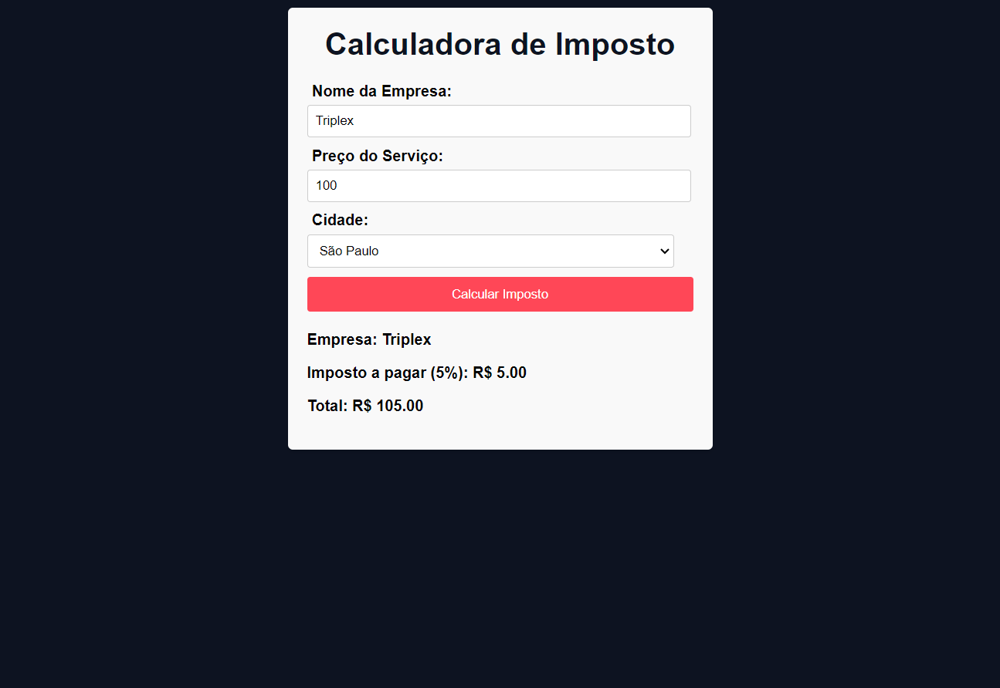 Calculadora de Imposto
Nome da Empresa:
Triplex
Preço do Serviço:
100
Cidade:
São Paulo
Calcular Imposto
Empresa: Triplex
Imposto a pagar (5%): R$ 5.00
Total: R$ 105.00